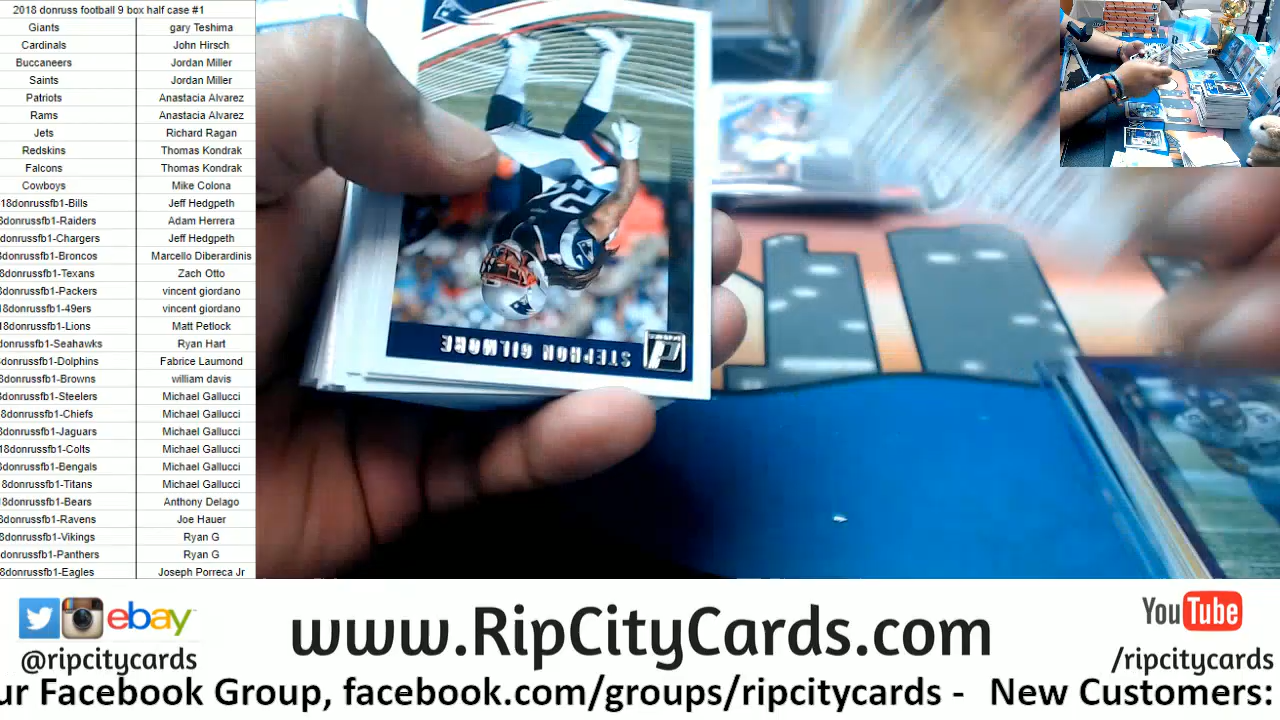 2018 donruss football 9 box half case #1
Giants gary Teshima
Cardinals John Hirsch
Buccaneers Jordan Miller
Saints Jordan Miller
Patriots Anastacia Alvarez
Rams Anastacia Alvarez
Jets Richard Ragan
Redskins Thomas Kondrak
Falcons Thomas Kondrak
Cowboys Mike Colona
18donrussfb1-Bills Jeff Hedgpeth
8donrussfb1-Raiders Adam Herrera
donrussfb1-Chargers Jeff Hedgpeth
donrussfb1-Broncos Marcello Diberardinis
8donrussfb1-Texans Zach Otto
donrussfb1-Packers vincent giordano
18donrussfb1-49ers vincent giordano
18donrussfb1-Lions Matt Petlock
donrussfb1-Seahawks Ryan Hart
donrussfb1-Dolphins Fabrice Laumond
8donrussfb1-Browns william davis
donrussfb1-Steelers Michael Gallucci
8donrussfb1-Chiefs Michael Gallucci
donrussfb1-Jaguars Michael Gallucci
18donrussfb1-Colts Michael Gallucci
donrussfb1-Bengals Michael Gallucci
18donrussfb1-Titans Michael Gallucci
8donrussfb1-Bears Anthony Delago
8donrussfb1-Ravens Joe Hauer
8donrussfb1-Vikings Ryan G
donrussfb1-Panthers Ryan G
8donrussfb1-Eagles Joseph Porreca Jr
STEPHON GILMORE
ebay
@ripcitycards
www.RipCityCards.com
YouTube
/ripcitycards
ur Facebook Group, facebook.com/groups/ripcitycards - New Customers: